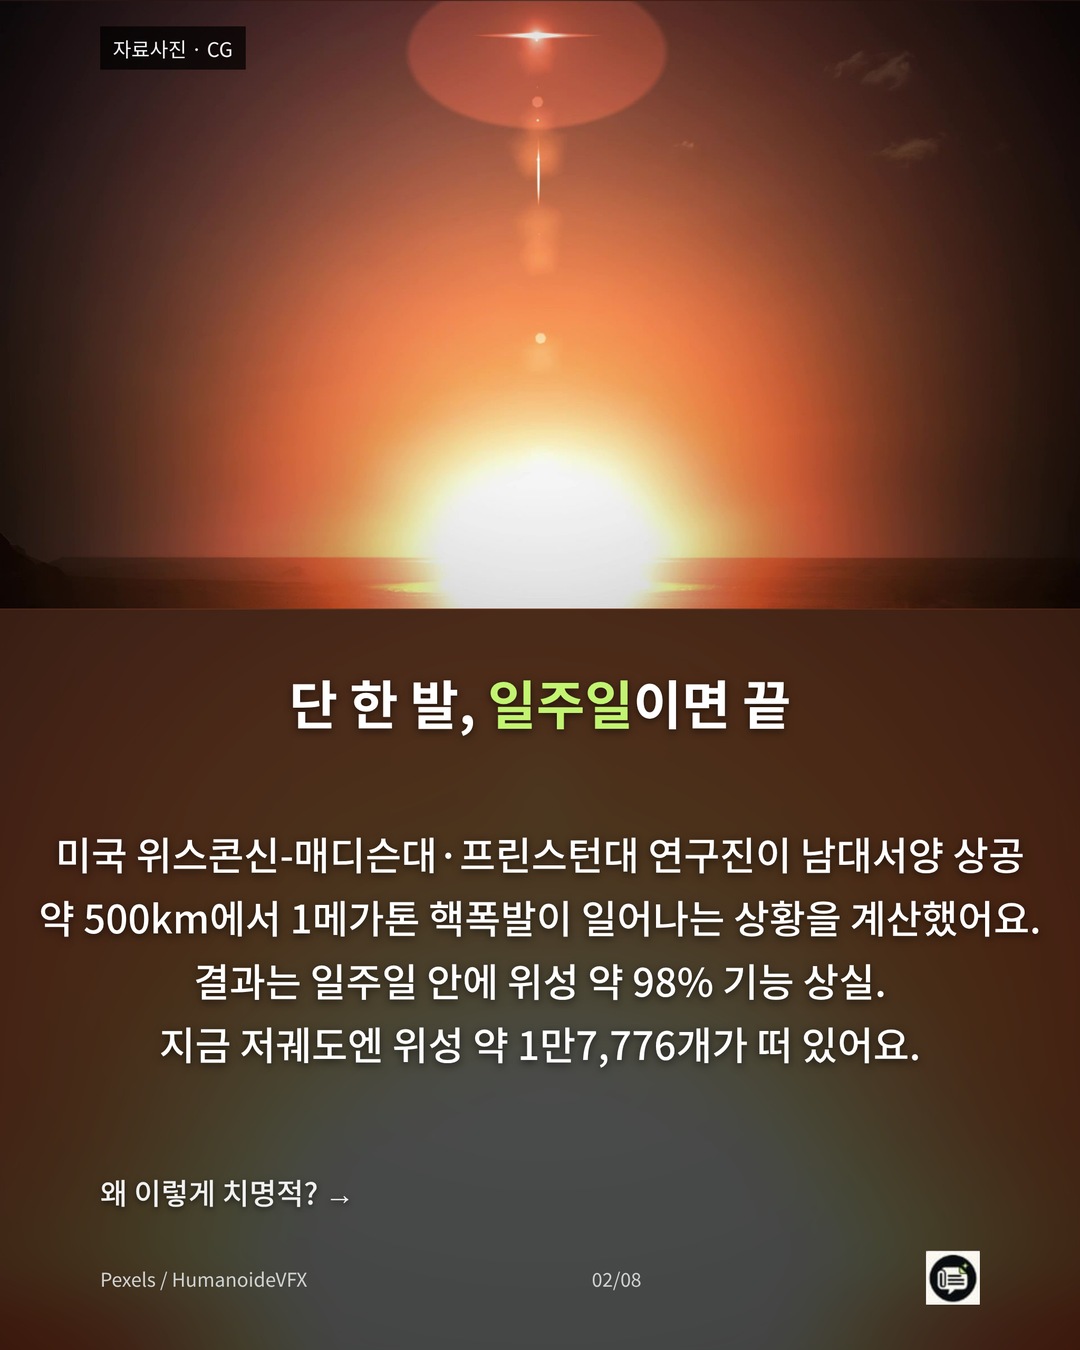 자료사진 · CG
단 한 발, 일주일이면 끝
미국 위스콘신-매디슨대·프린스턴대 연구진이 남대서양 상공
약 500km에서 1메가톤 핵폭발이 일어나는 상황을 계산했어요.
결과는 일주일 안에 위성 약 98% 기능 상실.
지금 저궤도엔 위성 약 1만7,776개가 떠 있어요.
왜 이렇게 치명적? →
Pexels / HumanoideVFX
02/08